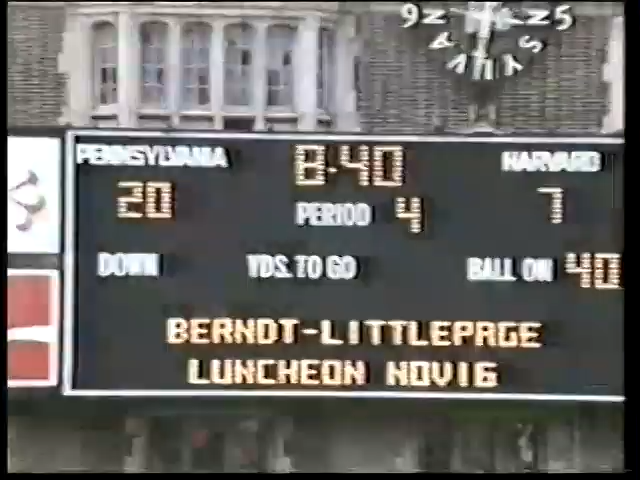 PENNSYLVANIA 8:40 HARVARD
20 PERIOD 4 7
DOWN YDS. TO GO BALL ON 40
BERNDT-LITTLEPAGE
LUNCHEON NOV16